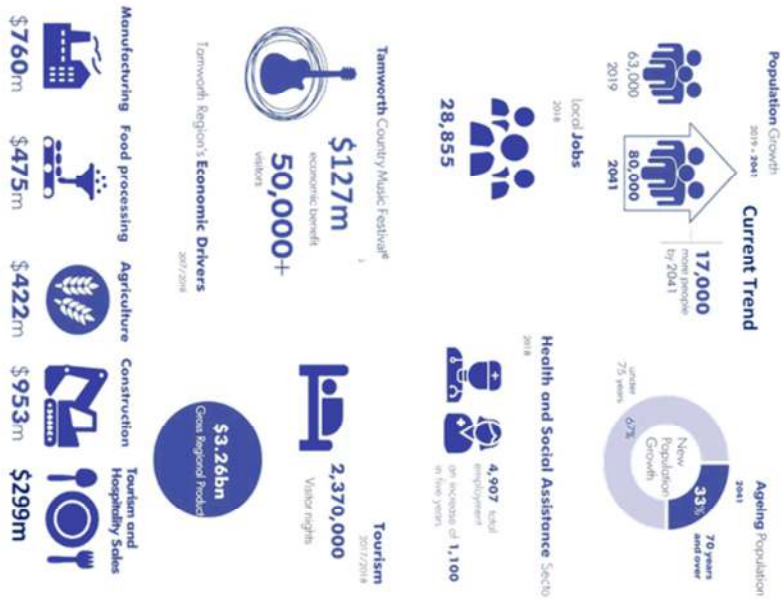 Population Growth
2019 - 2041
Current Trend
63,000
2019
80,000
2041
17,000
more people
by 2041
Ageing Population
2041
under
75 years
67%
New
Population
Growth
33%
70 years
and over
Local Jobs
2018
28,855
Health and Social Assistance Secto
2018
4,907 total
employment
an increase of 1,100
in five years
Tamworth Country Music Festival®
$127m
economic benefit
50,000+
visitors
Tourism
2017/2018
2,370,000
Visitor nights
Tamworth Region's Economic Drivers
2017/2018
$3.26bn
Gross Regional Product
Manufacturing
$760m
Food processing
$475m
Agriculture
$422m
Construction
$953m
Tourism and
Hospitality Sales
$299m